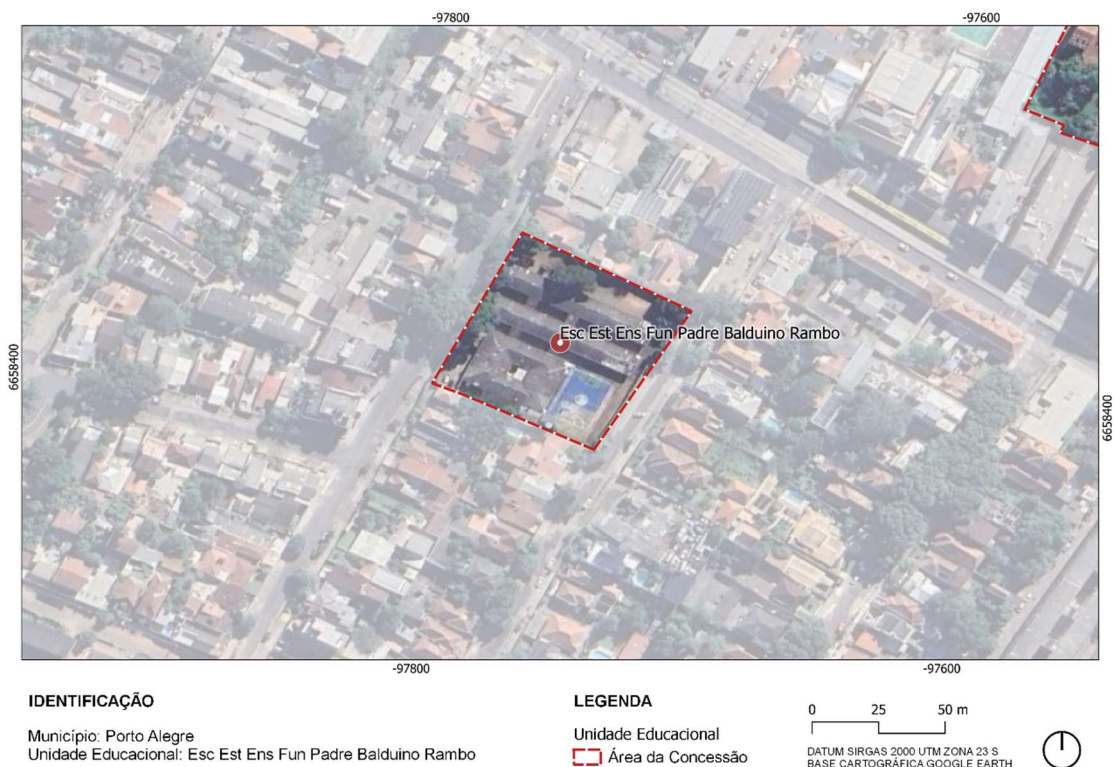 -97800
-97600
6658400
Esc Est Ens Fun Padre Balduino Rambo
6658400
-97800
-97600
IDENTIFICAÇÃO
Município: Porto Alegre
Unidade Educacional: Esc Est Ens Fun Padre Balduino Rambo
LEGENDA
Unidade Educacional
Área da Concessão
0 25 50 m
DATUM SIRGAS 2000 UTM ZONA 23 S
BASE CARTOGRÁFICA GOOGLE EARTH